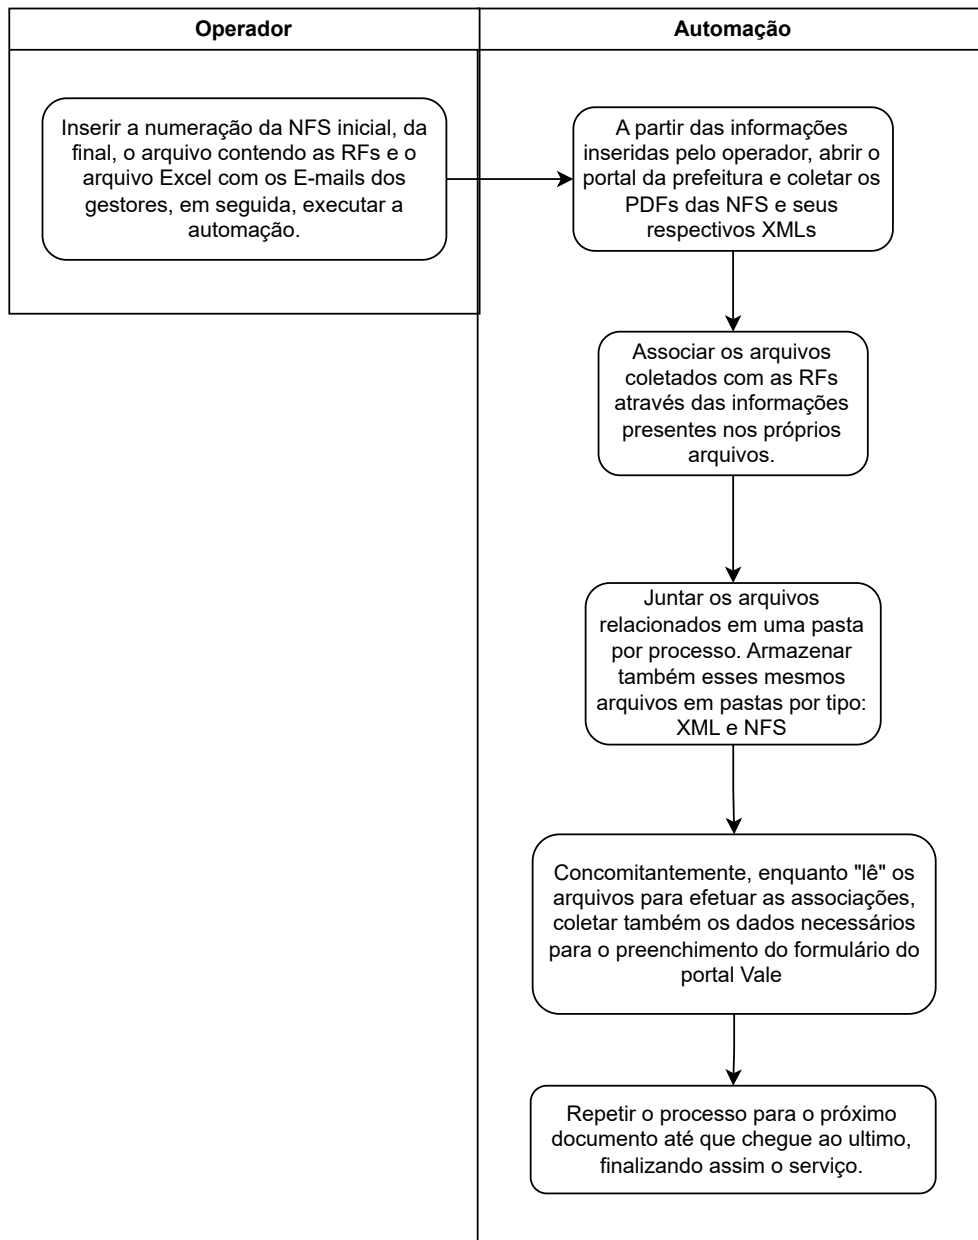 Operador
Automação
Inserir a numeração da NFS inicial, da
final, o arquivo contendo as RFs e o
arquivo Excel com os E-mails dos
gestores, em seguida, executar a
automação.
A partir das informações
inseridas pelo operador, abrir o
portal da prefeitura e coletar os
PDFs das NFS e seus
respectivos XMLs
Associar os arquivos
coletados com as RFs
através das informações
presentes nos próprios
arquivos.
Juntar os arquivos
relacionados em uma pasta
por processo. Armazenar
também esses mesmos
arquivos em pastas por tipo:
XML e NFS
Concomitantemente, enquanto "lê" os
arquivos para efetuar as associações,
coletar também os dados necessários
para o preenchimento do formulário do
portal Vale
Repetir o processo para o próximo
documento até que chegue ao ultimo,
finalizando assim o serviço.